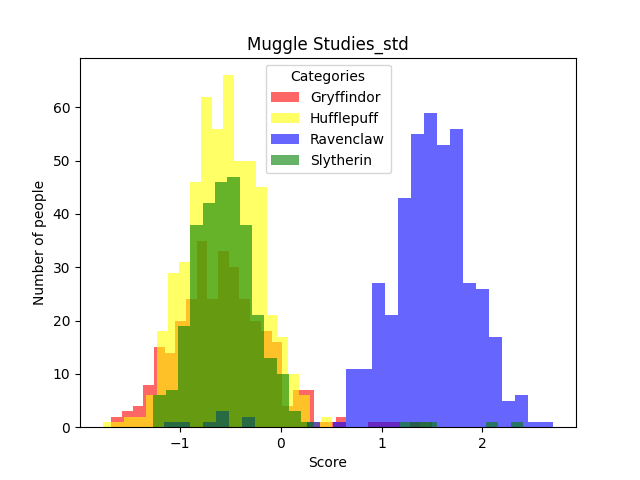 Muggle Studies_std
Categories
Gryffindor
Hufflepuff
Ravenclaw
Slytherin
Number of people
60
50
40
30
20
10
0
−1
0
1
2
Score